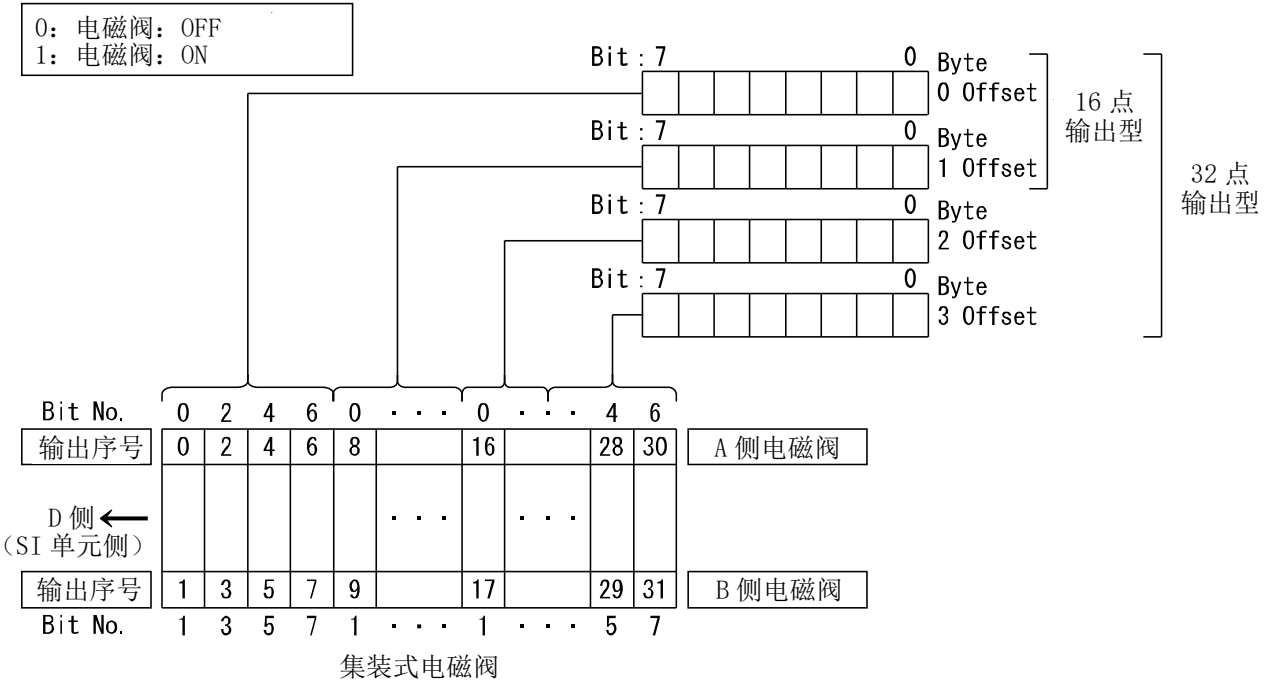 0: 电磁阀: OFF
1: 电磁阀: ON
Bit : 7 0 Byte
0 Offset
Bit : 7 0 Byte
1 Offset
Bit : 7 0 Byte
2 Offset
Bit : 7 0 Byte
3 Offset
16 点
输出型
32 点
输出型
Bit No. 0 2 4 6 0 · · · 0 · · · 4 6
输出序号 0 2 4 6 8 16 28 30 A 侧电磁阀
D 侧 ←
(SI 单元侧)
· · · · · ·
输出序号 1 3 5 7 9 17 29 31 B 侧电磁阀
Bit No. 1 3 5 7 1 · · · 1 · · · 5 7
集装式电磁阀